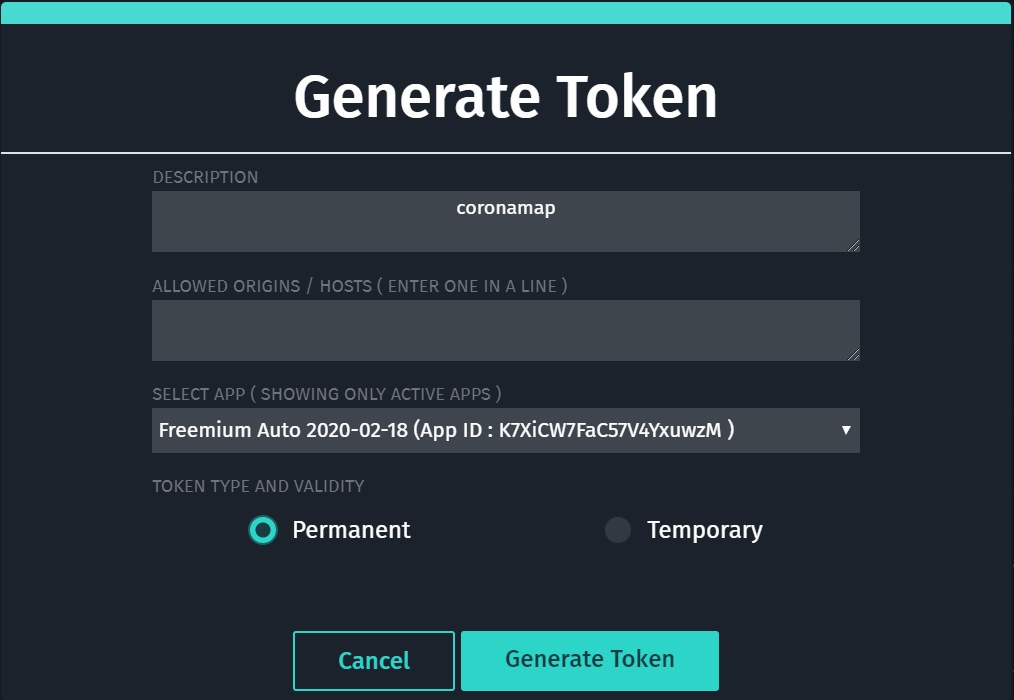 Generate Token
DESCRIPTION
coronamap
ALLOWED ORIGINS / HOSTS ( ENTER ONE IN A LINE )
SELECT APP ( SHOWING ONLY ACTIVE APPS )
Freemium Auto 2020-02-18 (App ID : K7XiCW7FaC57V4YxuwzM )
TOKEN TYPE AND VALIDITY
Permanent Temporary
Cancel Generate Token